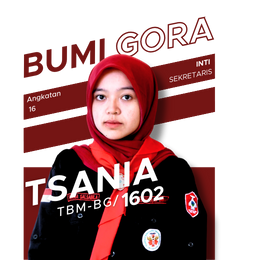 BUMI GORA
INTI
SEKRETARIS
Angkatan
16
TSANIA
TBM-BG/1602